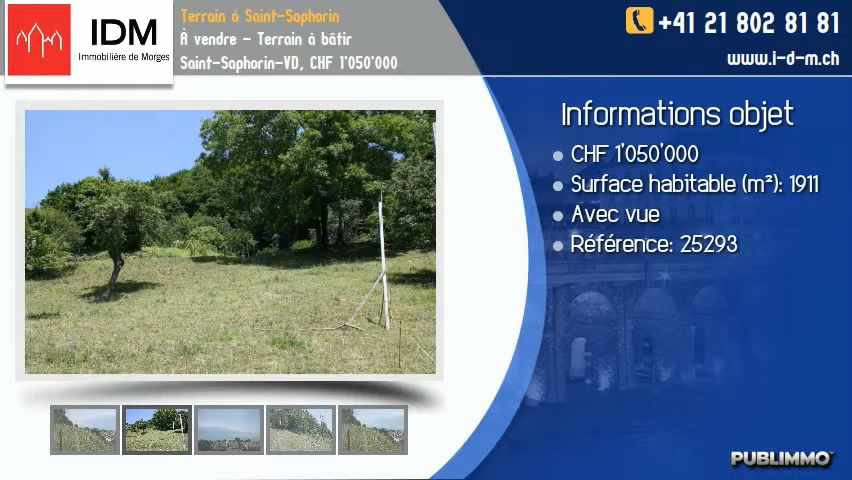 IDM
Immobilière de Morges
Terrain à Saint-Saphorin
À vendre - Terrain à bâtir
Saint-Saphorin-VD, CHF 1'050'000
+41 21 802 81 81
www.i-d-m.ch
Informations objet
CHF 1'050'000
Surface habitable (m²): 1911
Avec vue
Référence: 25293
PUBLIMMO